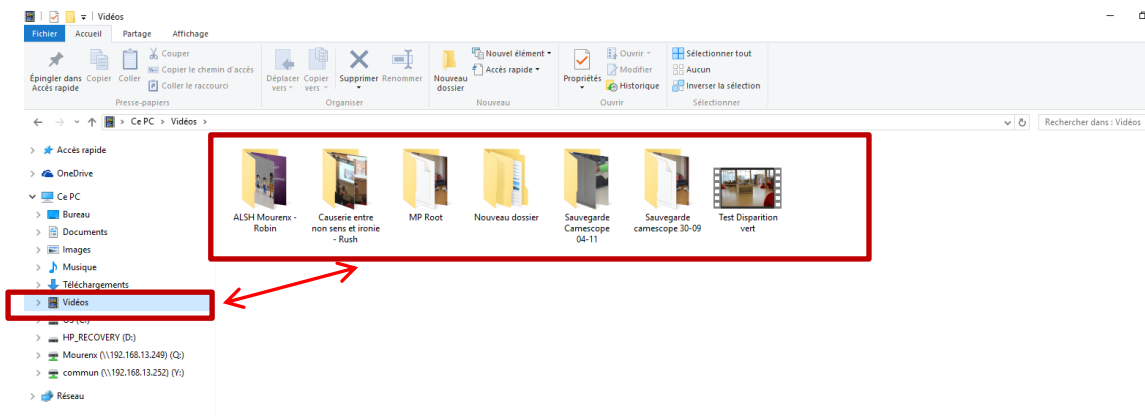 Vidéos
Fichier Accueil Partage Affichage
Épingler dans Accès rapide
Copier
Coller
Couper
Copier le chemin d'accès
Coller le raccourci
Presse-papiers
Déplacer vers
Copier vers
Supprimer
Renommer
Organiser
Nouveau dossier
Nouvel élément
Accès rapide
Nouveau
Propriétés
Ouvrir
Modifier
Historique
Ouvrir
Sélectionner tout
Aucun
Inverser la sélection
Sélectionner
Ce PC > Vidéos >
Rechercher dans : Vidéos
Accès rapide
OneDrive
Ce PC
Bureau
Documents
Images
Musique
Téléchargements
Vidéos
HP_RECOVERY (D:)
Mourenx (\\192.168.13.249) (Q:)
commun (\\192.168.13.252) (Y:)
Réseau
ALSH Mourenx -
Robin
Causerie entre
non sens et ironie
- Rush
MP Root
Nouveau dossier
Sauvegarde
Camescope
04-11
Sauvegarde
camescope 30-09
Test Disparition
vert